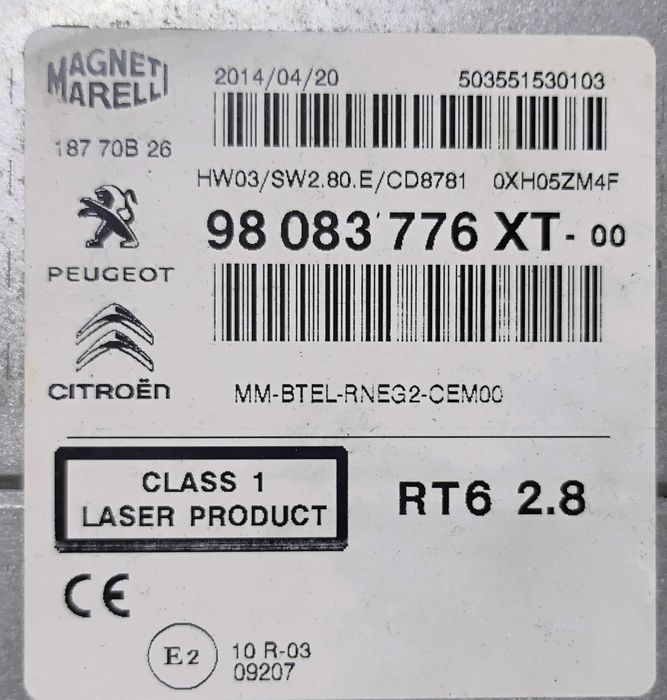 MAGNETI
MARELLI
2014/04/20 503551530103
187 70B 26
HW03/SW2.80.E/CD8781 0XH05ZM4F
98 083 776 XT- 00
PEUGEOT
CITROËN
MM-BTEL-RNEG2-CEM00
CLASS 1
LASER PRODUCT
RT6 2.8
CE
E2
10 R-03
09207